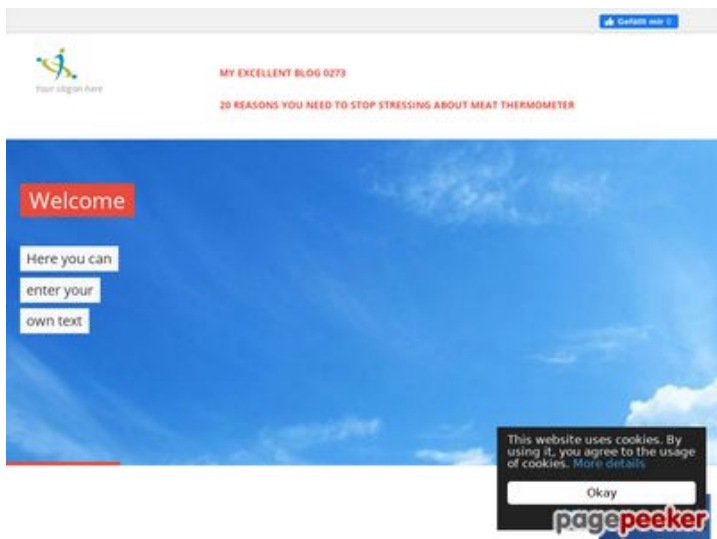 Gefällt mir 0
Your slogan here
MY EXCELLENT BLOG 0273
20 REASONS YOU NEED TO STOP STRESSING ABOUT MEAT THERMOMETER
Welcome
Here you can
enter your
own text
This website uses cookies. By
using it, you agree to the usage
of cookies. More details
Okay
pagepeeker